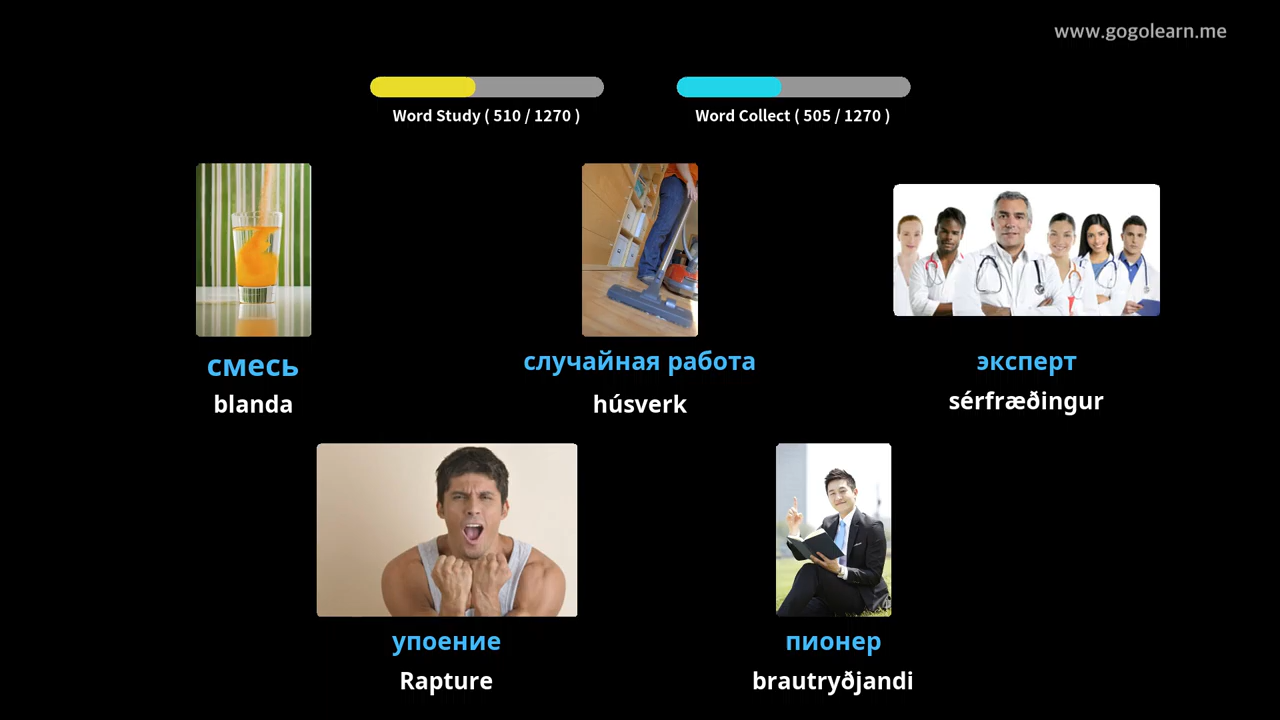 www.gogolearn.me
Word Study ( 510 / 1270 )
Word Collect ( 505 / 1270 )
смесь
blanda
случайная работа
húsverk
эксперт
sérfræðingur
упоение
Rapture
пионер
brautryðjandi